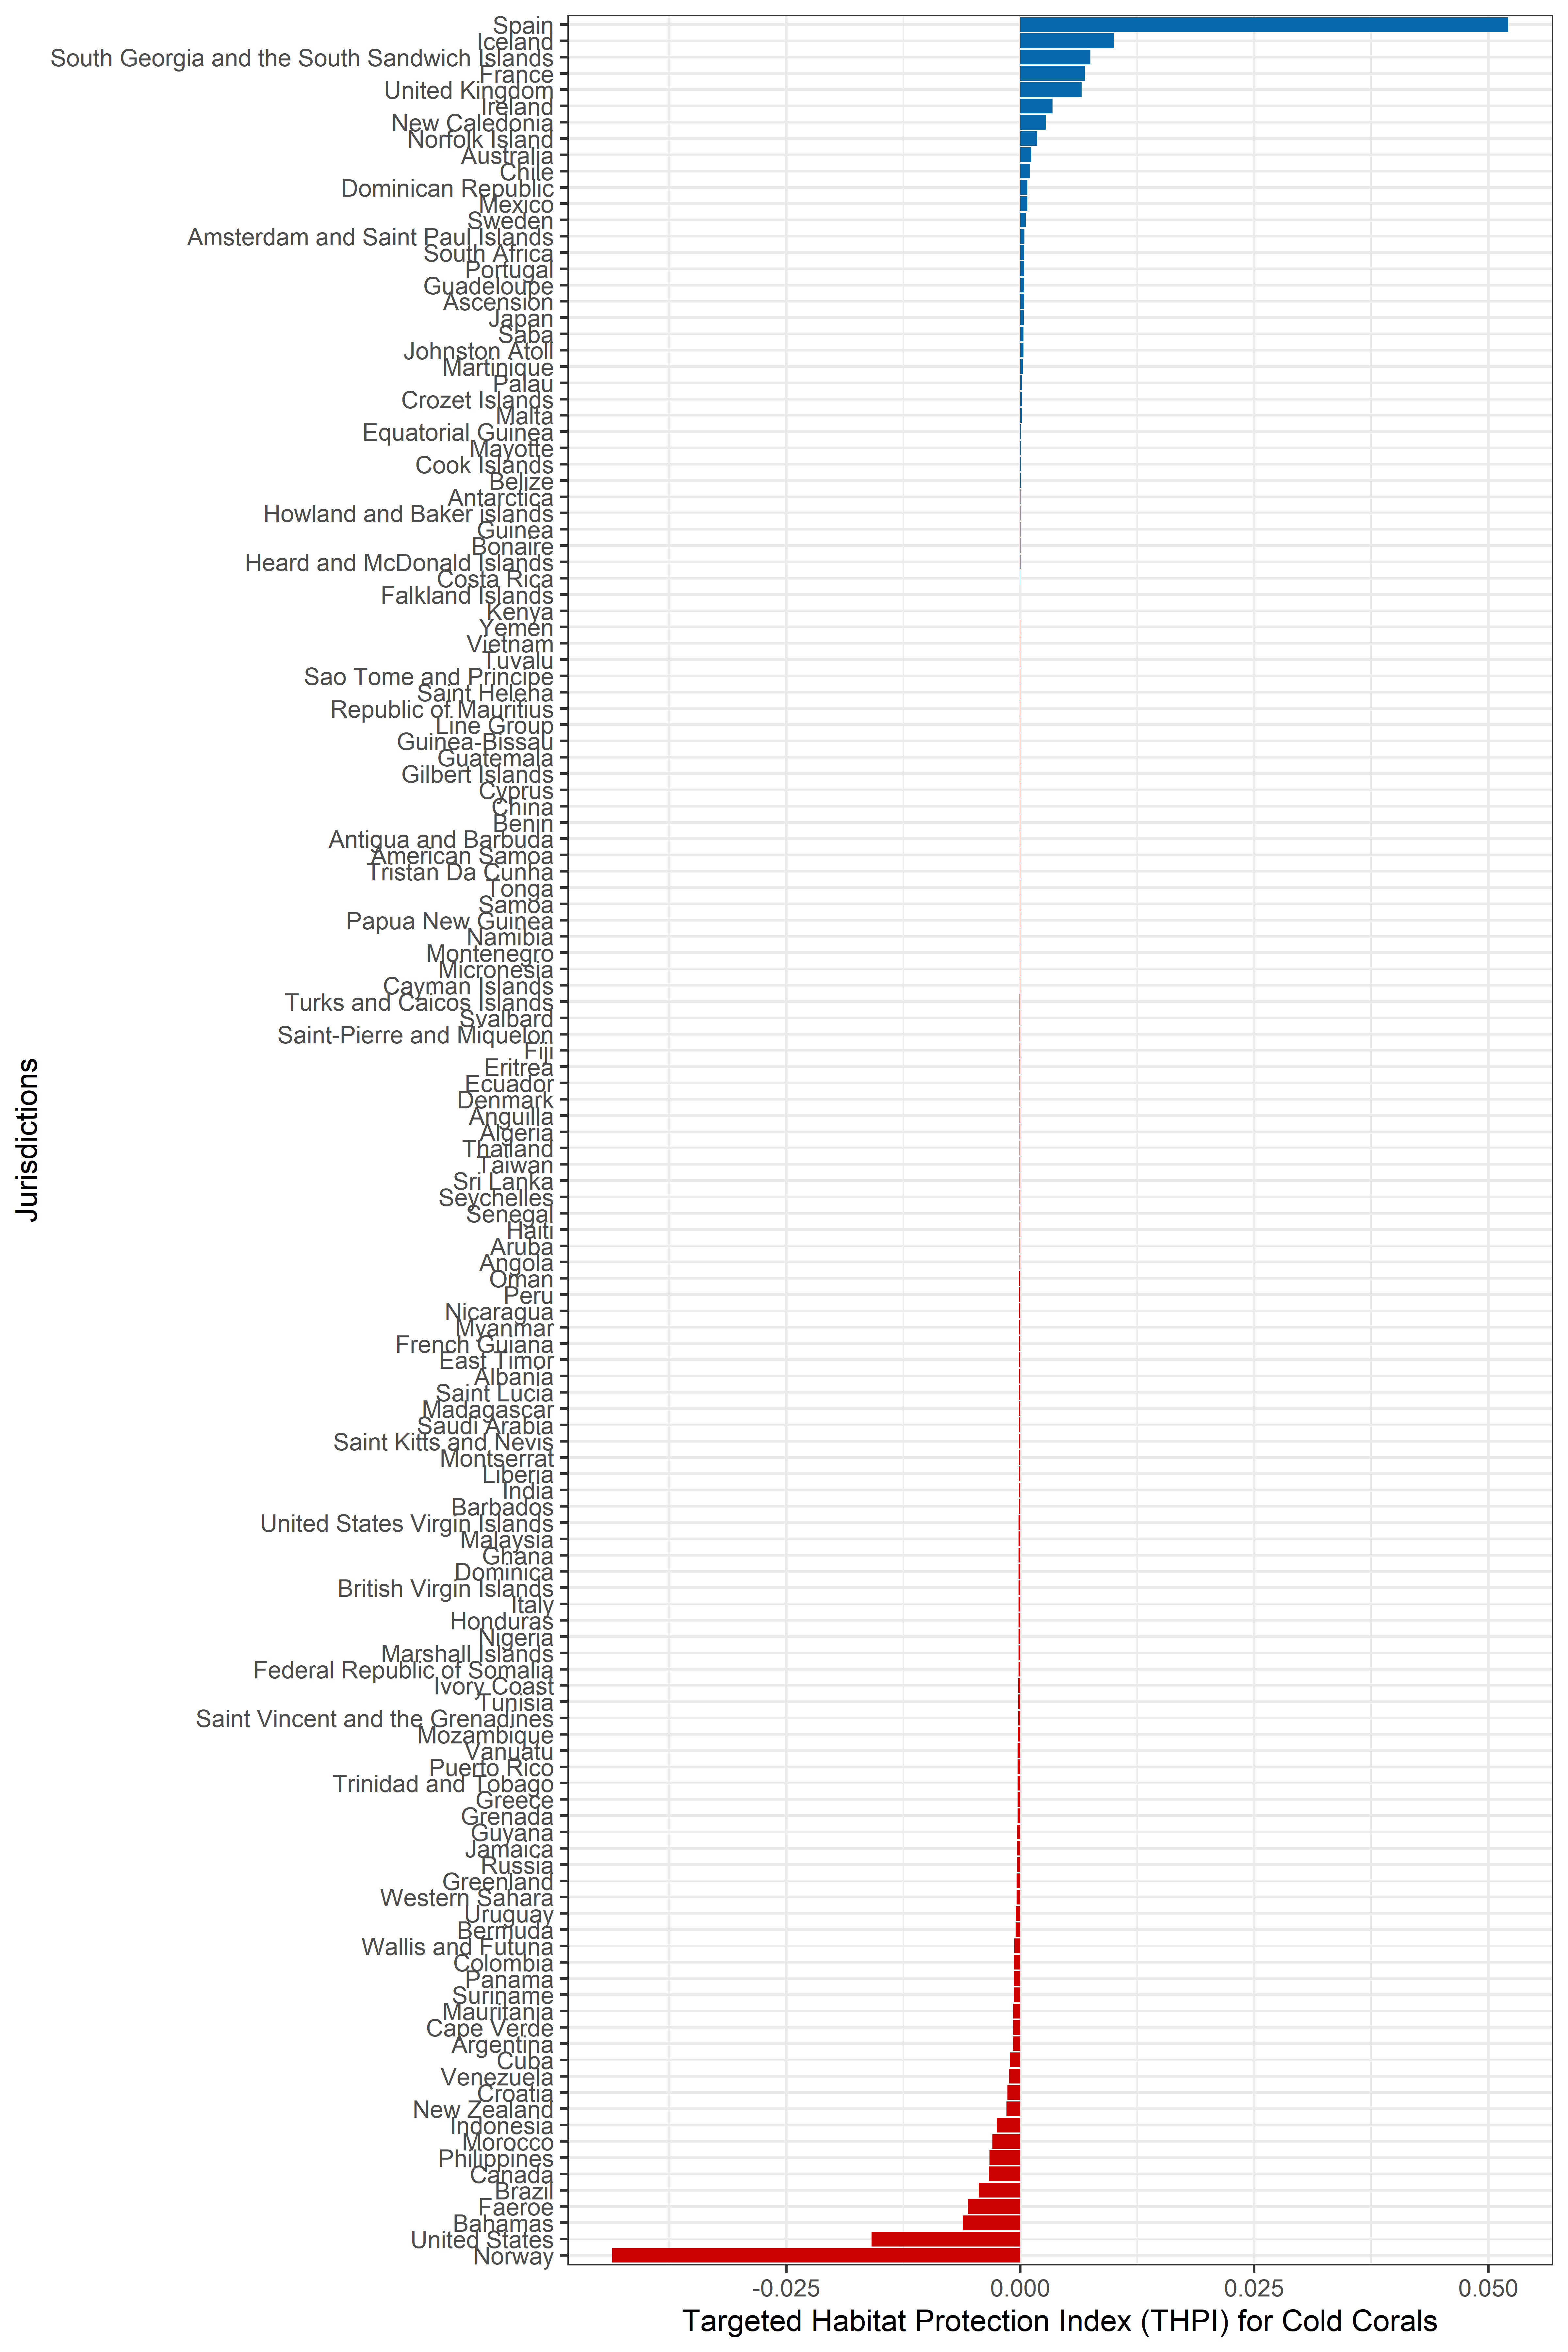 Spain
Iceland
South Georgia and the South Sandwich Islands
France
United Kingdom
Ireland
New Caledonia
Norfolk Island
Australia
Chile
Dominican Republic
Mexico
Sweden
Amsterdam and Saint Paul Islands
South Africa
Portugal
Guadeloupe
Ascension
Japan
Saba
Johnston Atoll
Martinique
Palau
Crozet Islands
Malta
Equatorial Guinea
Mayotte
Cook Islands
Belize
Antarctica
Howland and Baker islands
Guinea
Bonaire
Heard and McDonald Islands
Costa Rica
Falkland Islands
Kenya
Yemen
Vietnam
Tuvalu
Sao Tome and Principe
Saint Helena
Republic of Mauritius
Line Group
Guinea-Bissau
Guatemala
Gilbert Islands
Cyprus
China
Benin
Antigua and Barbuda
American Samoa
Tristan Da Cunha
Tonga
Samoa
Papua New Guinea
Namibia
Montenegro
Micronesia
Cayman Islands
Turks and Caicos Islands
Svalbard
Saint-Pierre and Miquelon
Fiji
Eritrea
Ecuador
Denmark
Anguilla
Algeria
Thailand
Taiwan
Sri Lanka
Seychelles
Senegal
Haiti
Aruba
Angola
Oman
Peru
Nicaragua
Myanmar
French Guiana
East Timor
Albania
Saint Lucia
Madagascar
Saudi Arabia
Saint Kitts and Nevis
Montserrat
Liberia
India
Barbados
United States Virgin Islands
Malaysia
Ghana
Dominica
British Virgin Islands
Italy
Honduras
Nigeria
Marshall Islands
Federal Republic of Somalia
Ivory Coast
Tunisia
Saint Vincent and the Grenadines
Mozambique
Vanuatu
Puerto Rico
Trinidad and Tobago
Greece
Grenada
Guyana
Jamaica
Russia
Greenland
Western Sahara
Uruguay
Bermuda
Wallis and Futuna
Colombia
Panama
Suriname
Mauritania
Cape Verde
Argentina
Cuba
Venezuela
Croatia
New Zealand
Indonesia
Morocco
Philippines
Canada
Brazil
Faeroe
Bahamas
United States
Norway
Jurisdictions
-0.025 0.000 0.025 0.050
Targeted Habitat Protection Index (THPI) for Cold Corals